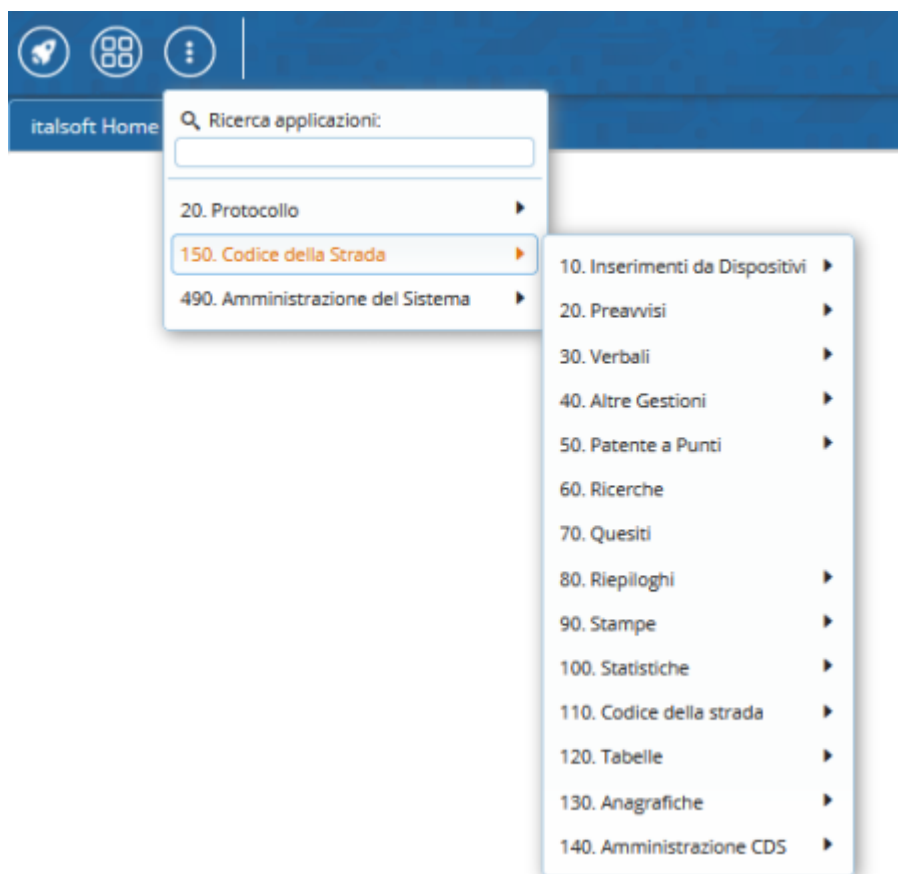 italsoft Home
Ricerca applicazioni:
20. Protocollo
150. Codice della Strada
490. Amministrazione del Sistema
10. Inserimenti da Dispositivi
20. Preavvisi
30. Verbali
40. Altre Gestioni
50. Patente a Punti
60. Ricerche
70. Quesiti
80. Riepiloghi
90. Stampe
100. Statistiche
110. Codice della strada
120. Tabelle
130. Anagrafiche
140. Amministrazione CDS